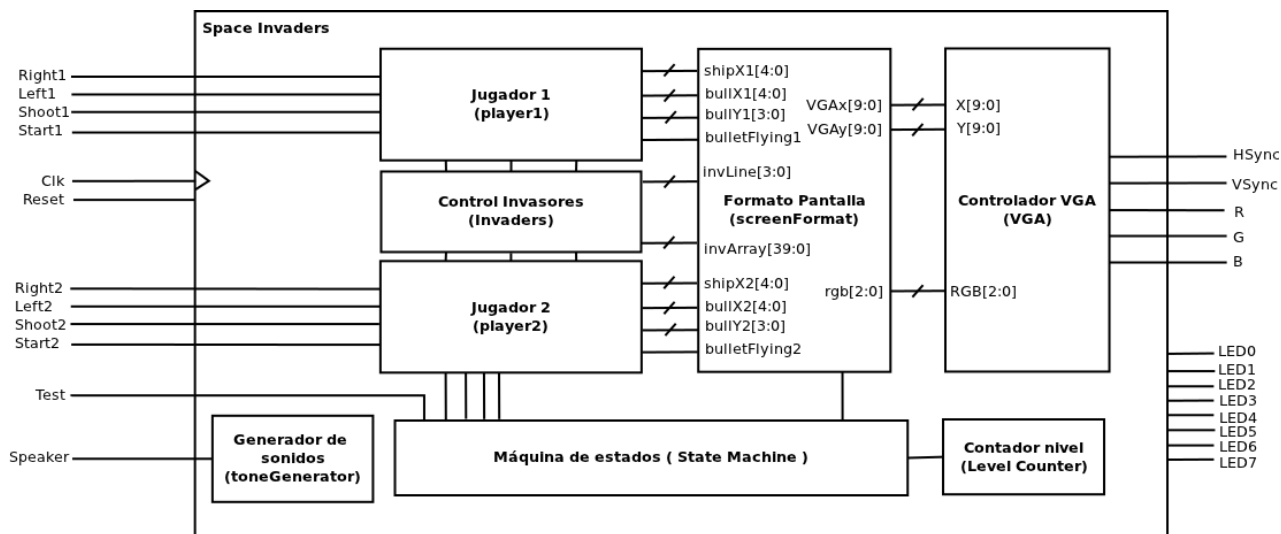 Space Invaders
Right1
Left1
Shoot1
Start1
Clk
Reset
Right2
Left2
Shoot2
Start2
Test
Speaker
Jugador 1
(player1)
Control Invasores
(Invaders)
Jugador 2
(player2)
shipX1[4:0]
bullX1[4:0]
bullY1[3:0]
bulletFlying1
invLine[3:0]
Formato Pantalla
(screenFormat)
invArray[39:0]
shipX2[4:0]
bullX2[4:0]
bullY2[3:0]
bulletFlying2
VGAx[9:0]
VGAy[9:0]
rgb[2:0]
X[9:0]
Y[9:0]
Controlador VGA
(VGA)
RGB[2:0]
HSync
VSync
R
G
B
LED0
LED1
LED2
LED3
LED4
LED5
LED6
LED7
Generador de
sonidos
(toneGenerator)
Máquina de estados ( State Machine )
Contador nivel
(Level Counter)